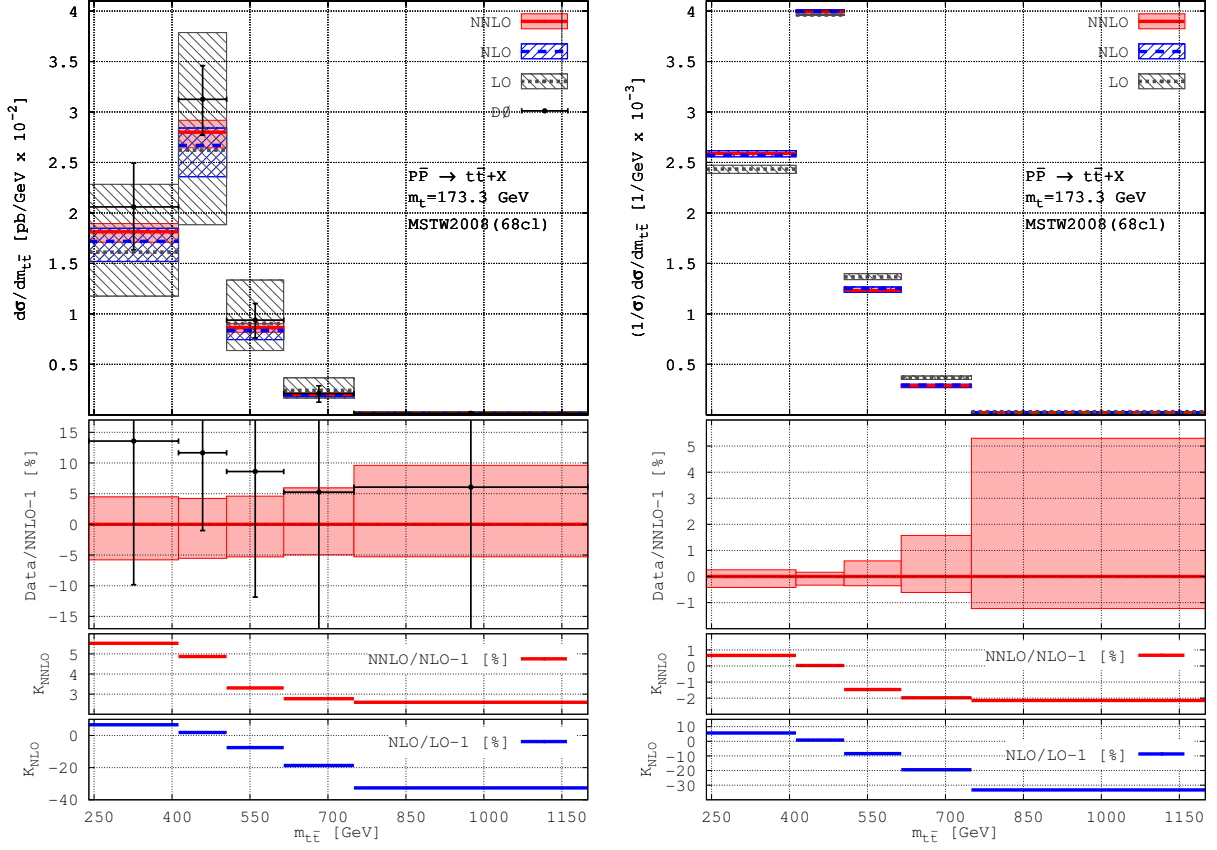 4
3.5
3
2.5
2
1.5
1
0.5
dσ/dm_tt̄ [pb/GeV x 10⁻²]
NNLO
NLO
LO
DØ
PP̄ → tt̄+X
m_t=173.3 GeV
MSTW2008(68cl)
15
10
5
0
−5
−10
−15
Data/NNLO−1 [%]
5
4
3
K_NNLO
NNLO/NLO−1 [%]
0
−20
−40
K_NLO
NLO/LO−1 [%]
250 400 550 700 850 1000 1150
m_tt̄ [GeV]
4
3.5
3
2.5
2
1.5
1
0.5
(1/σ)dσ/dm_tt̄ [1/GeV x 10⁻³]
NNLO
NLO
LO
PP̄ → tt̄+X
m_t=173.3 GeV
MSTW2008(68cl)
5
4
3
2
1
0
−1
Data/NNLO−1 [%]
1
0
−1
−2
K_NNLO
NNLO/NLO−1 [%]
10
0
−10
−20
−30
K_NLO
NLO/LO−1 [%]
250 400 550 700 850 1000 1150
m_tt̄ [GeV]